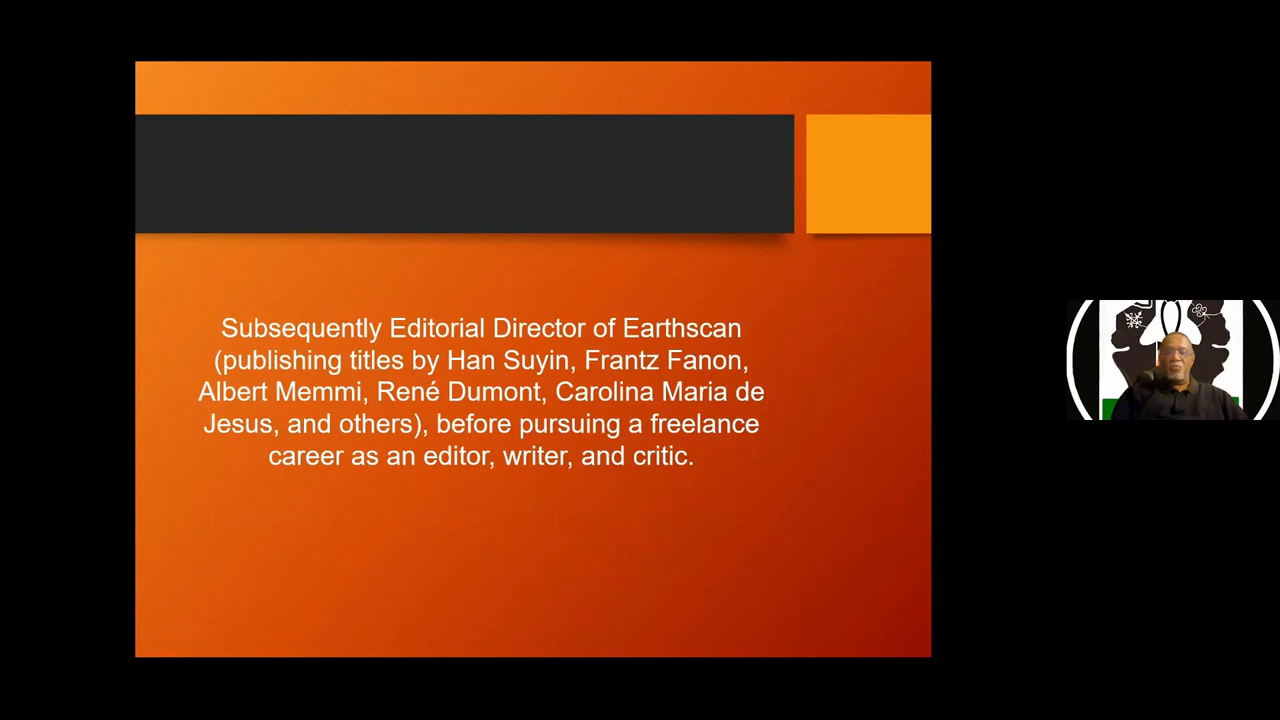 Subsequently Editorial Director of Earthscan
(publishing titles by Han Suyin, Frantz Fanon,
Albert Memmi, René Dumont, Carolina Maria de
Jesus, and others), before pursuing a freelance
career as an editor, writer, and critic.